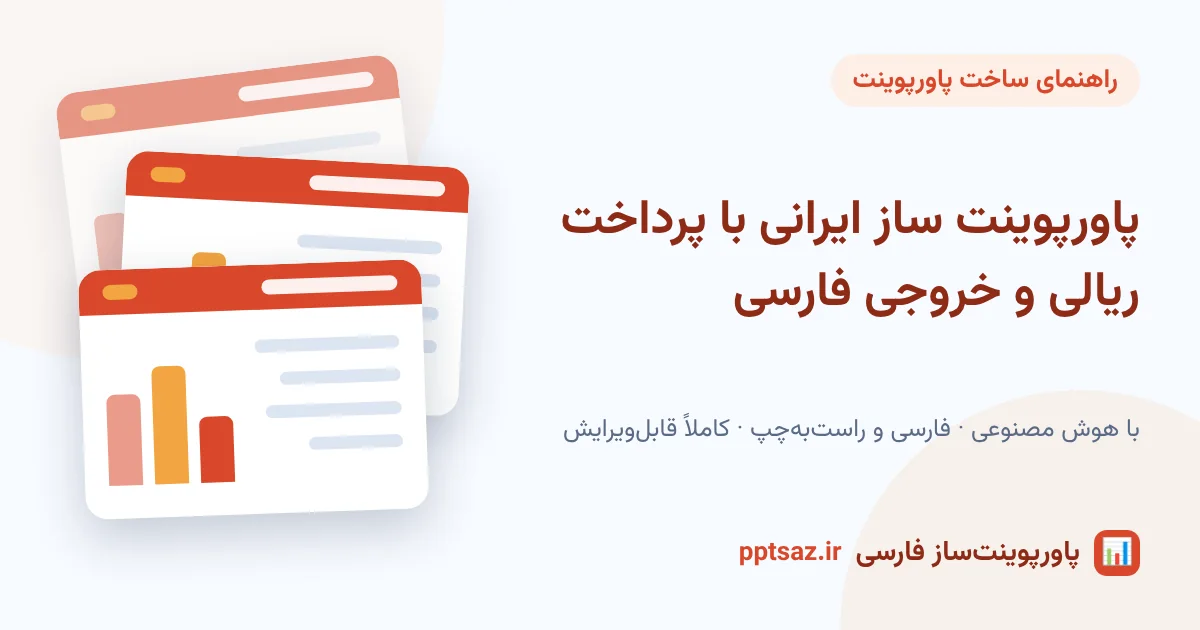 راهنمای ساخت پاورپوینت
پاورپوینت ساز ایرانی با پرداخت
ریالی و خروجی فارسی
با هوش مصنوعی · فارسی و راست‌به‌چپ · کاملاً قابل‌ویرایش
پاورپوینت‌ساز فارسی pptsaz.ir